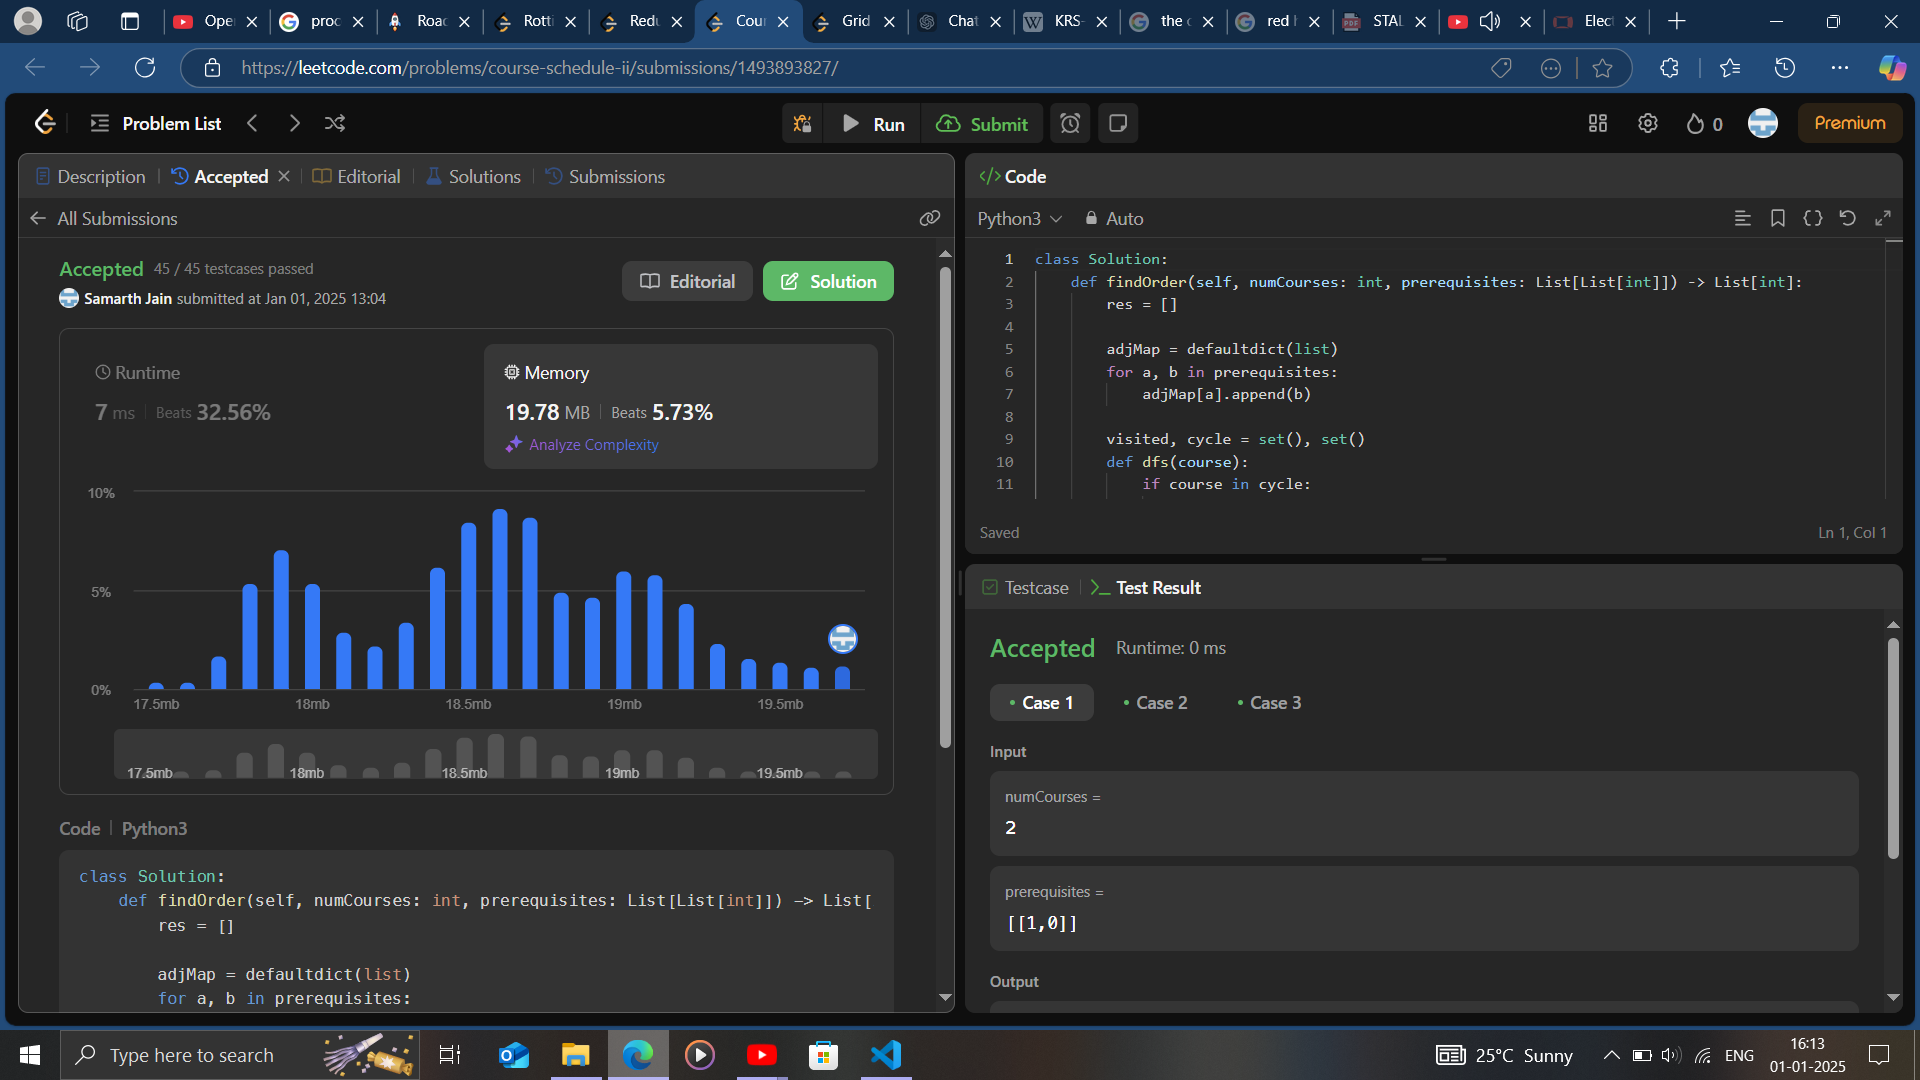 Oper
proc
Roac
Rotti
Redu
Cour
Grid
Chat
KRS-
the c
red h
STAL
Elect
https://leetcode.com/problems/course-schedule-ii/submissions/1493893827/
Problem List
Run
Submit
0
Premium
Description
Accepted
Editorial
Solutions
Submissions
All Submissions
Accepted 45 / 45 testcases passed
Samarth Jain submitted at Jan 01, 2025 13:04
Editorial
Solution
Runtime
7 ms Beats 32.56%
Memory
19.78 MB Beats 5.73%
Analyze Complexity
10%
5%
0%
17.5mb 18mb 18.5mb 19mb 19.5mb
17.5mb 18mb 18.5mb 19mb 19.5mb
Code Python3
class Solution:
def findOrder(self, numCourses: int, prerequisites: List[List[int]]) -> List[
res = []
adjMap = defaultdict(list)
for a, b in prerequisites:
</> Code
Python3 Auto
1 class Solution:
2 def findOrder(self, numCourses: int, prerequisites: List[List[int]]) -> List[int]:
3 res = []
4
5 adjMap = defaultdict(list)
6 for a, b in prerequisites:
7 adjMap[a].append(b)
8
9 visited, cycle = set(), set()
10 def dfs(course):
11 if course in cycle:
Saved
Ln 1, Col 1
Testcase
Test Result
Accepted Runtime: 0 ms
Case 1
Case 2
Case 3
Input
numCourses =
2
prerequisites =
[[1,0]]
Output
Type here to search
25°C Sunny
ENG
16:13
01-01-2025